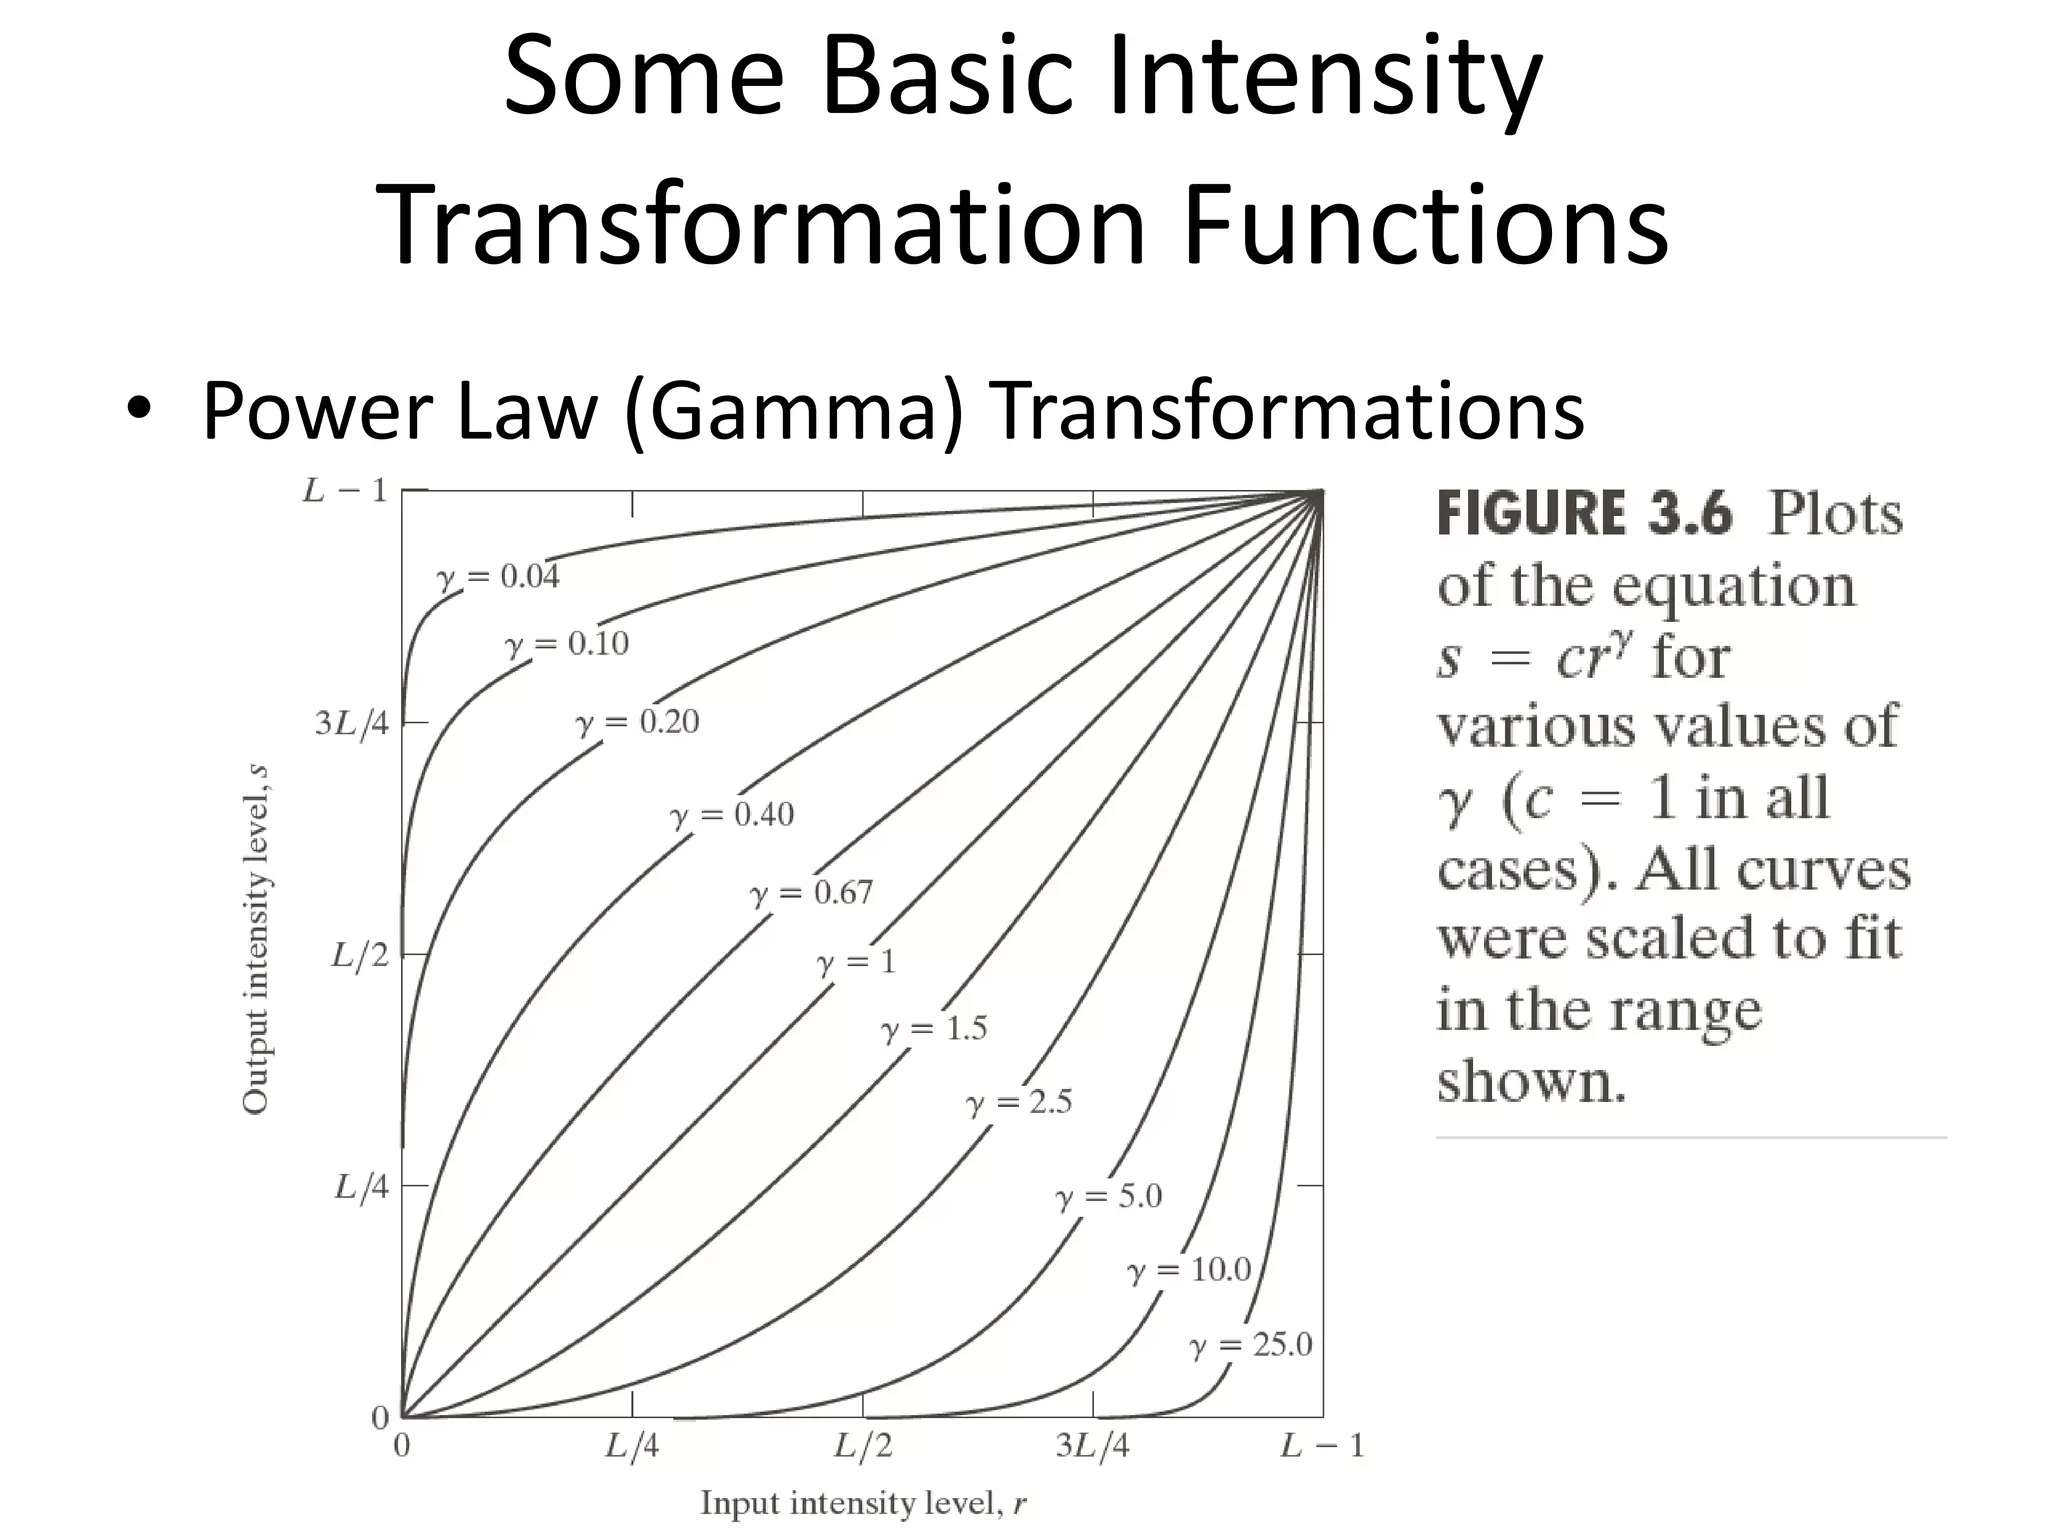 Some Basic Intensity
Transformation Functions
• Power Law (Gamma) Transformations
L − 1
3L/4
L/2
L/4
0
Output intensity level, s
γ = 0.04
γ = 0.10
γ = 0.20
γ = 0.40
γ = 0.67
γ = 1
γ = 1.5
γ = 2.5
γ = 5.0
γ = 10.0
γ = 25.0
0 L/4 L/2 3L/4 L − 1
Input intensity level, r
FIGURE 3.6 Plots
of the equation
s = crᵞ for
various values of
γ (c = 1 in all
cases). All curves
were scaled to fit
in the range
shown.